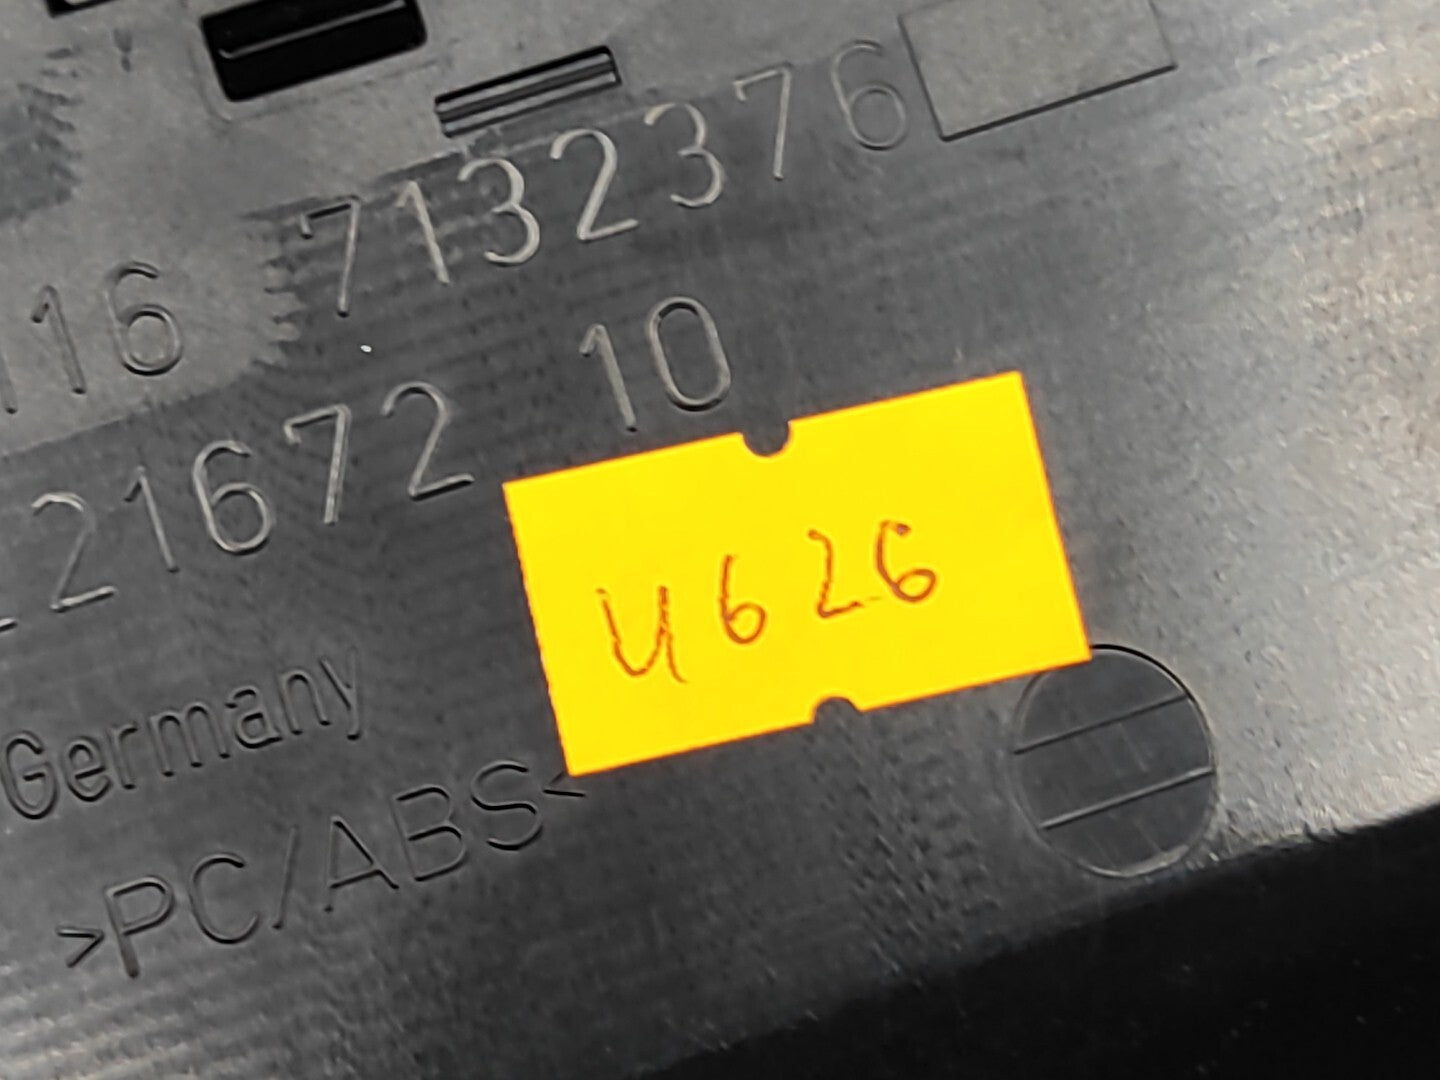 116 7132376
21672 10
Germany
>PC/ABS<
U626